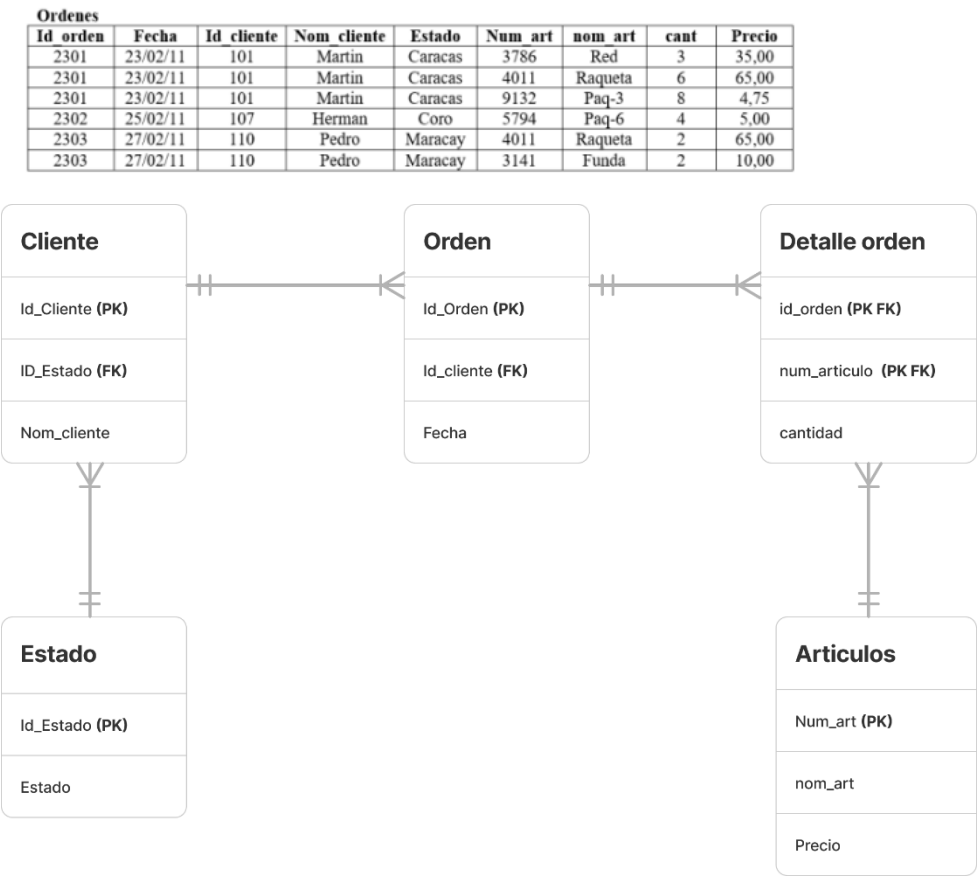 Ordenes
Id_orden Fecha Id_cliente Nom_cliente Estado Num_art nom_art cant Precio
2301 23/02/11 101 Martin Caracas 3786 Red 3 35,00
2301 23/02/11 101 Martin Caracas 4011 Raqueta 6 65,00
2301 23/02/11 101 Martin Caracas 9132 Paq-3 8 4,75
2302 25/02/11 107 Herman Coro 5794 Paq-6 4 5,00
2303 27/02/11 110 Pedro Maracay 4011 Raqueta 2 65,00
2303 27/02/11 110 Pedro Maracay 3141 Funda 2 10,00
Cliente
Id_Cliente (PK)
ID_Estado (FK)
Nom_cliente
Orden
Id_Orden (PK)
Id_cliente (FK)
Fecha
Detalle orden
id_orden (PK FK)
num_articulo (PK FK)
cantidad
Estado
Id_Estado (PK)
Estado
Articulos
Num_art (PK)
nom_art
Precio